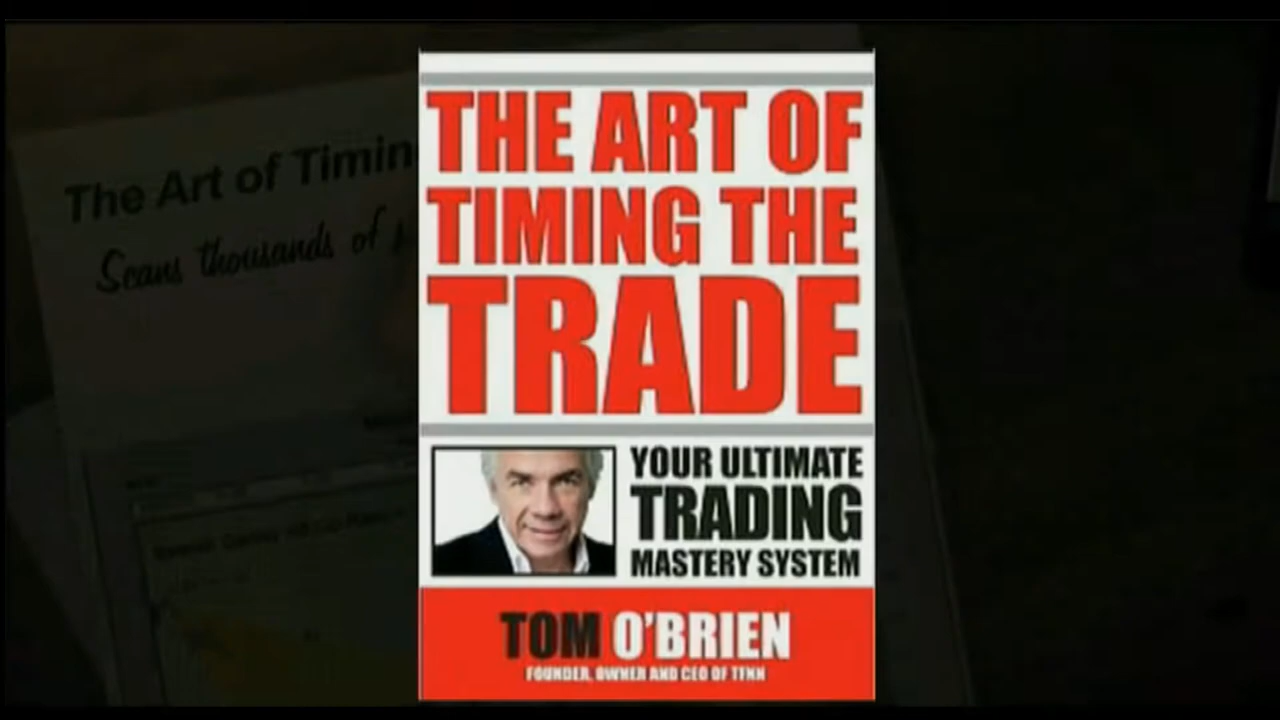 THE ART OF
TIMING THE
TRADE
YOUR ULTIMATE
TRADING
MASTERY SYSTEM
TOM O'BRIEN
FOUNDER, OWNER AND CEO OF TFNN
The Art of Timin
Scans thousands of